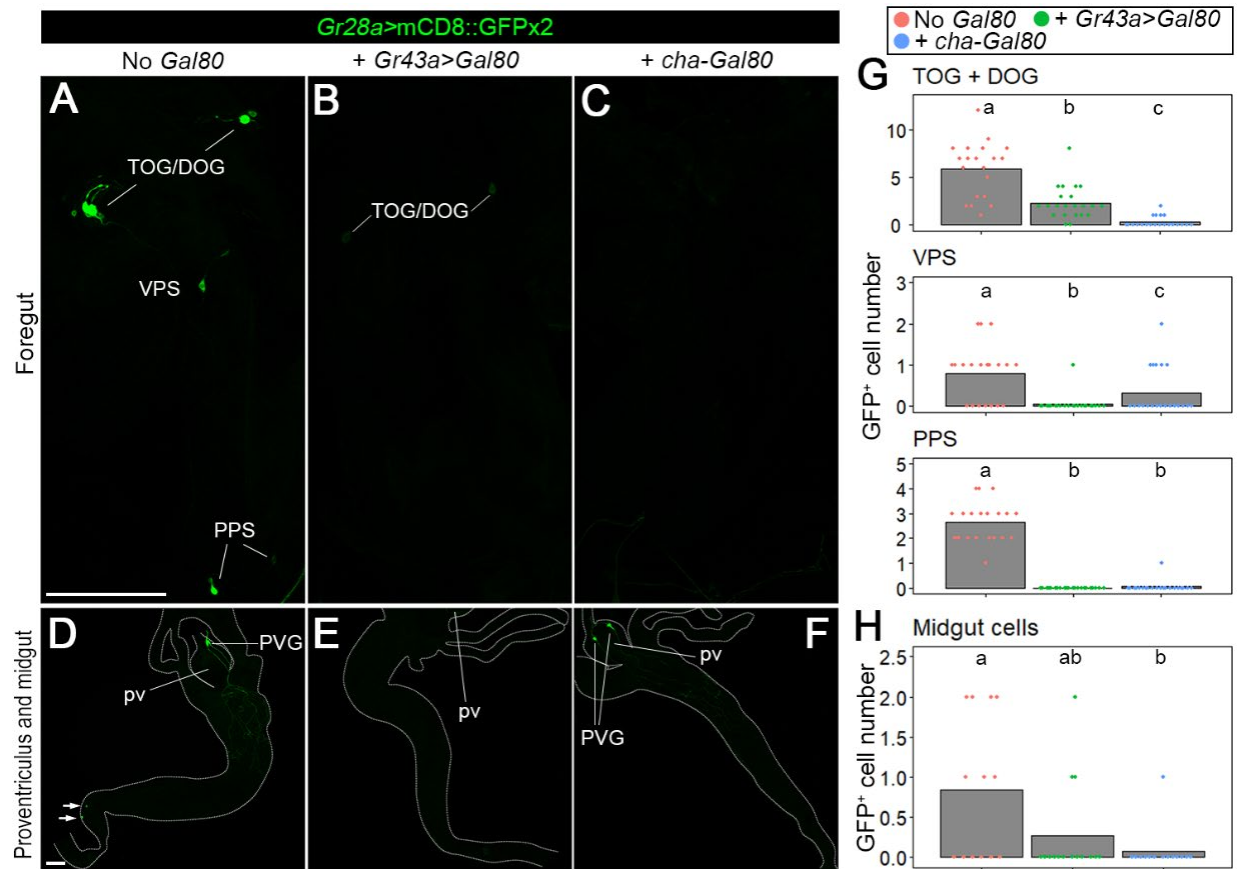 Gr28a>mCD8::GFPx2
No Gal80
+ Gr43a>Gal80
+ cha-Gal80
Foregut
A
TOG/DOG
VPS
PPS
B
TOG/DOG
C
Proventriculus and midgut
D
PVG
pv
E
pv
F
pv
PVG
No Gal80
+ Gr43a>Gal80
+ cha-Gal80
G
TOG + DOG
GFP+ cell number
10
5
0
a b c
VPS
3
2
1
0
a b c
PPS
5
4
3
2
1
0
a b b
H
Midgut cells
GFP+ cell number
2.5
2.0
1.5
1.0
0.5
0.0
a ab b